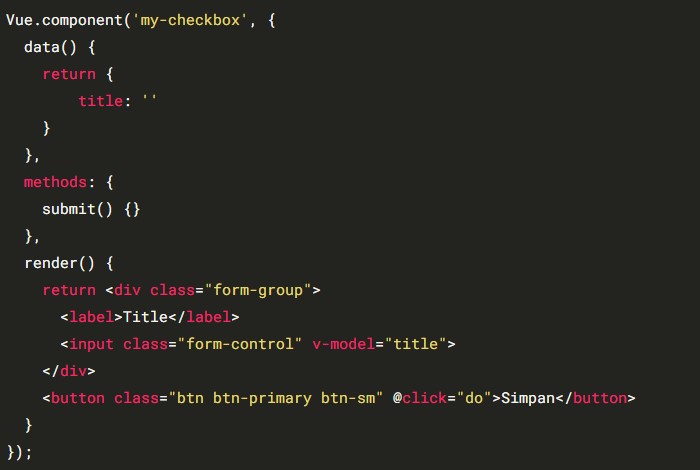 Vue.component('my-checkbox', {
  data() {
    return {
        title: ''
    }
  },
  methods: {
    submit() {}
  },
  render() {
    return <div class="form-group">
      <label>Title</label>
      <input class="form-control" v-model="title">
    </div>
    <button class="btn btn-primary btn-sm" @click="do">Simpan</button>
  }
});